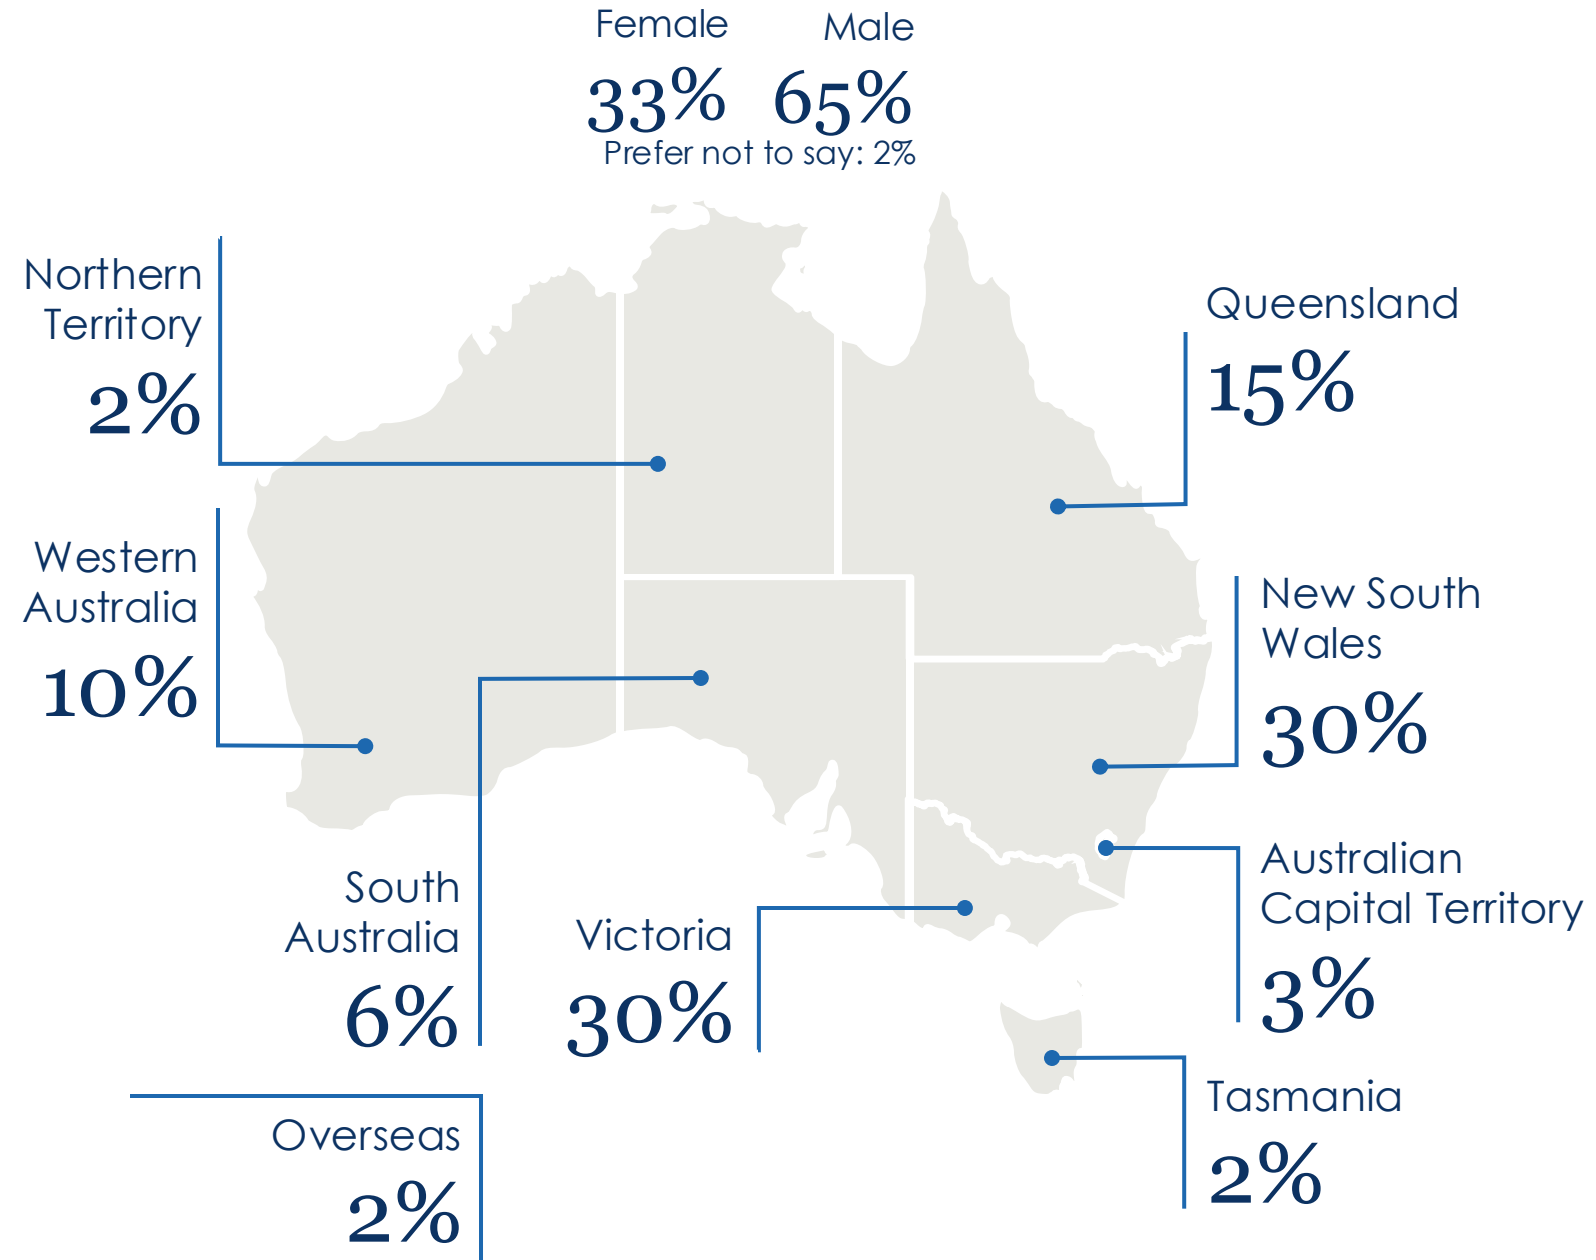 Female
Male
33%
65%
Prefer not to say: 2%
Northern
Territory
2%
Queensland
15%
Western
Australia
10%
New South
Wales
30%
South
Australia
6%
Victoria
30%
Australian
Capital Territory
3%
Overseas
2%
Tasmania
2%